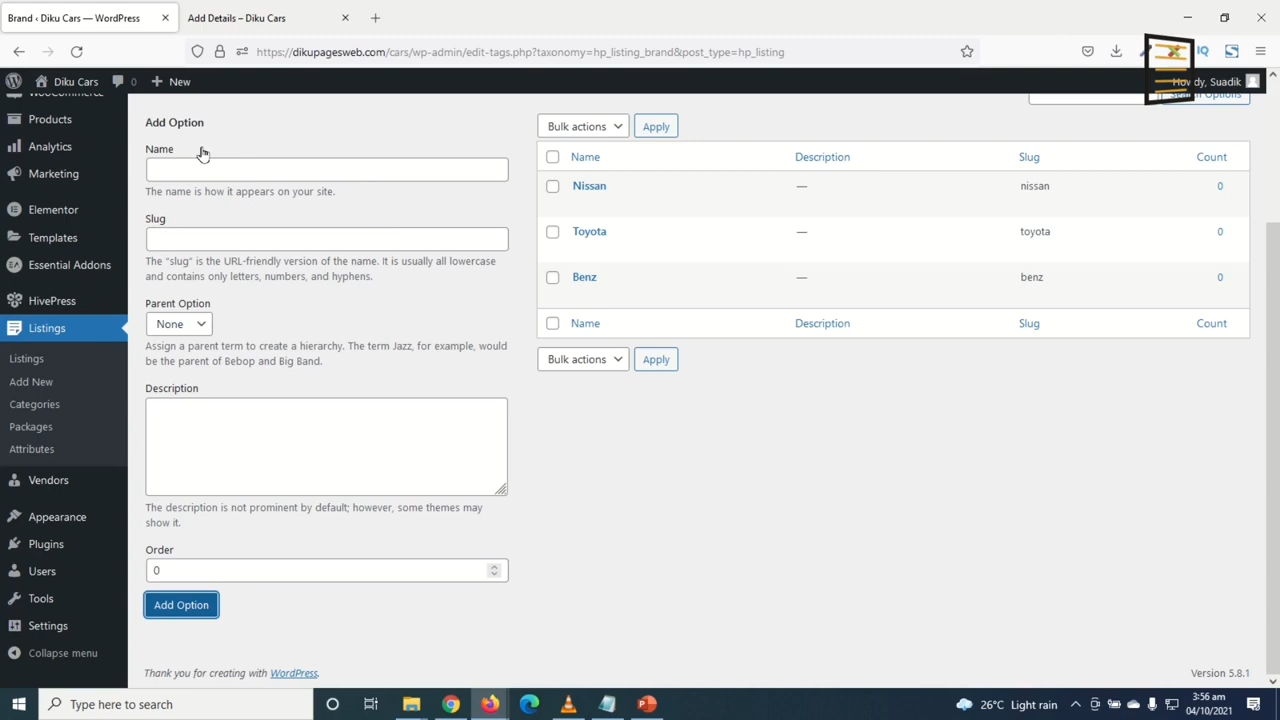 Brand ‹ Diku Cars — WordPress
Add Details – Diku Cars
https://dikupagesweb.com/cars/wp-admin/edit-tags.php?taxonomy=hp_listing_brand&post_type=hp_listing
IQ
Diku Cars
0
New
Howdy, Suadik
WooCommerce
Products
Analytics
Marketing
Elementor
Templates
Essential Addons
HivePress
Listings
Listings
Add New
Categories
Packages
Attributes
Vendors
Appearance
Plugins
Users
Tools
Settings
Collapse menu
Search Options
Add Option
Name
The name is how it appears on your site.
Slug
The “slug” is the URL-friendly version of the name. It is usually all lowercase
and contains only letters, numbers, and hyphens.
Parent Option
None
Assign a parent term to create a hierarchy. The term Jazz, for example, would
be the parent of Bebop and Big Band.
Description
The description is not prominent by default; however, some themes may
show it.
Order
0
Add Option
Bulk actions
Apply
Name Description Slug Count
Nissan — nissan 0
Toyota — toyota 0
Benz — benz 0
Name Description Slug Count
Bulk actions
Apply
Thank you for creating with WordPress.
Version 5.8.1
Type here to search
26°C Light rain
3:56 am
04/10/2021